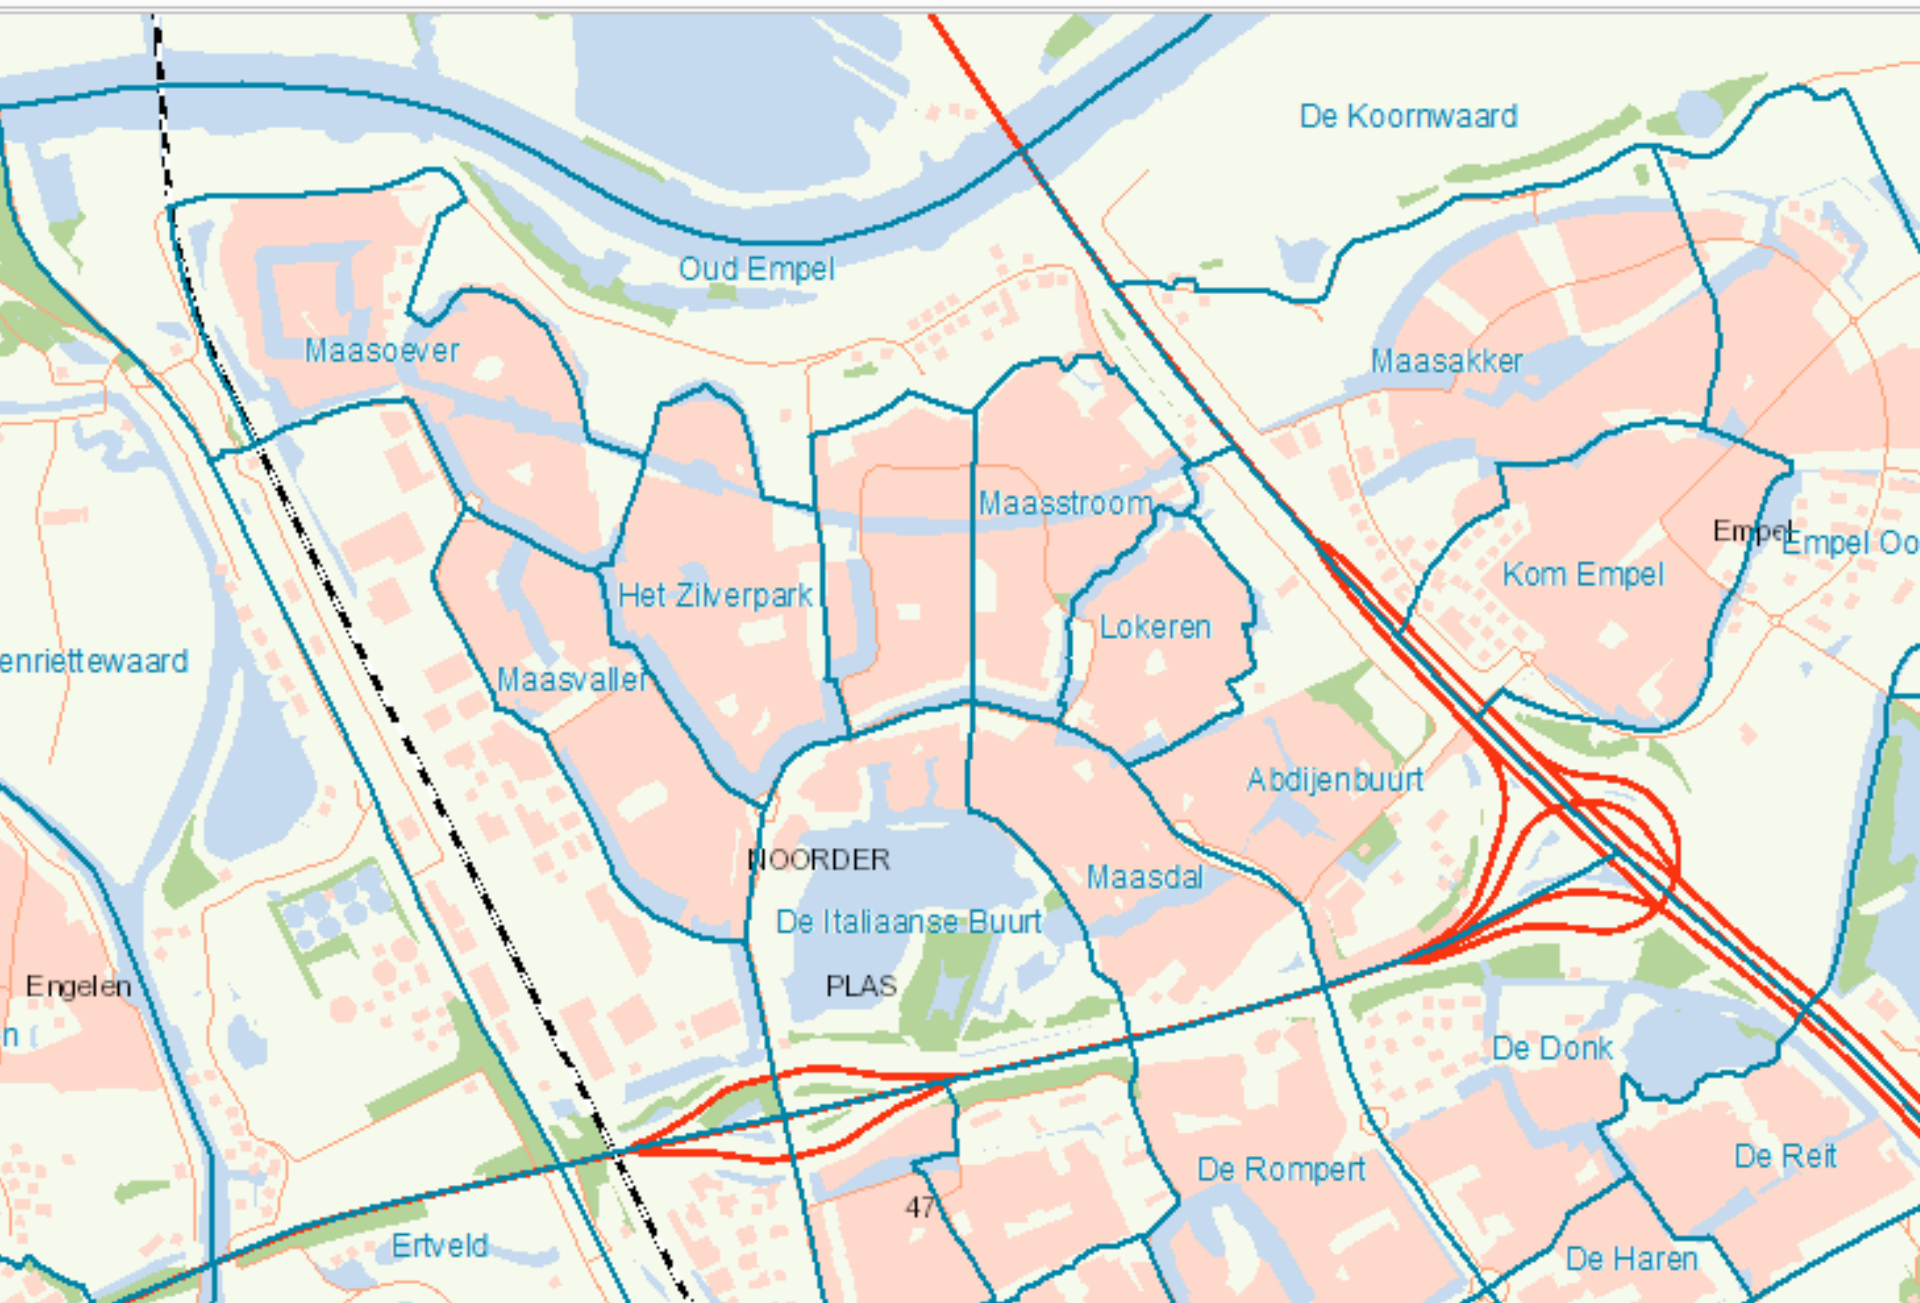 De Koornwaard
Oud Empel
Maasoever
Maasakker
Maasstroom
Empel
Empel Oo
Kom Empel
Het Zilverpark
Lokeren
enriettewaard
Maasvallei
Abdijenbuurt
NOORDER
Maasdal
De Italiaanse Buurt
Engelen
PLAS
n
De Donk
De Reit
De Rompert
47
Ertveld
De Haren